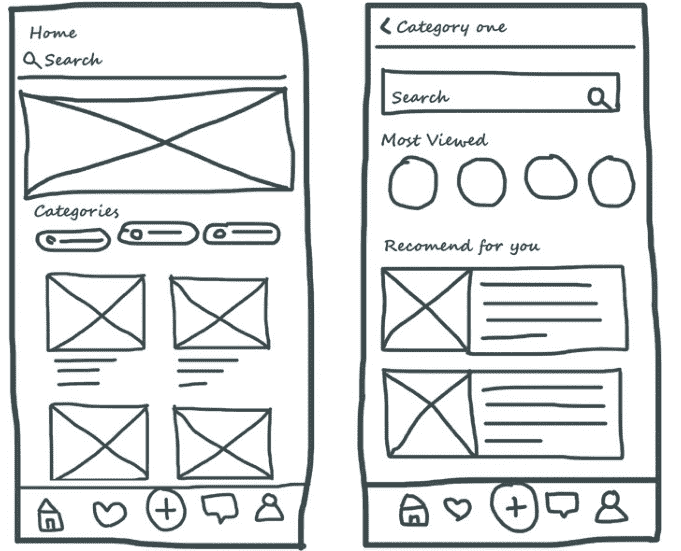 Home
Search
Categories
Category one
Search
Most Viewed
Recomend for you